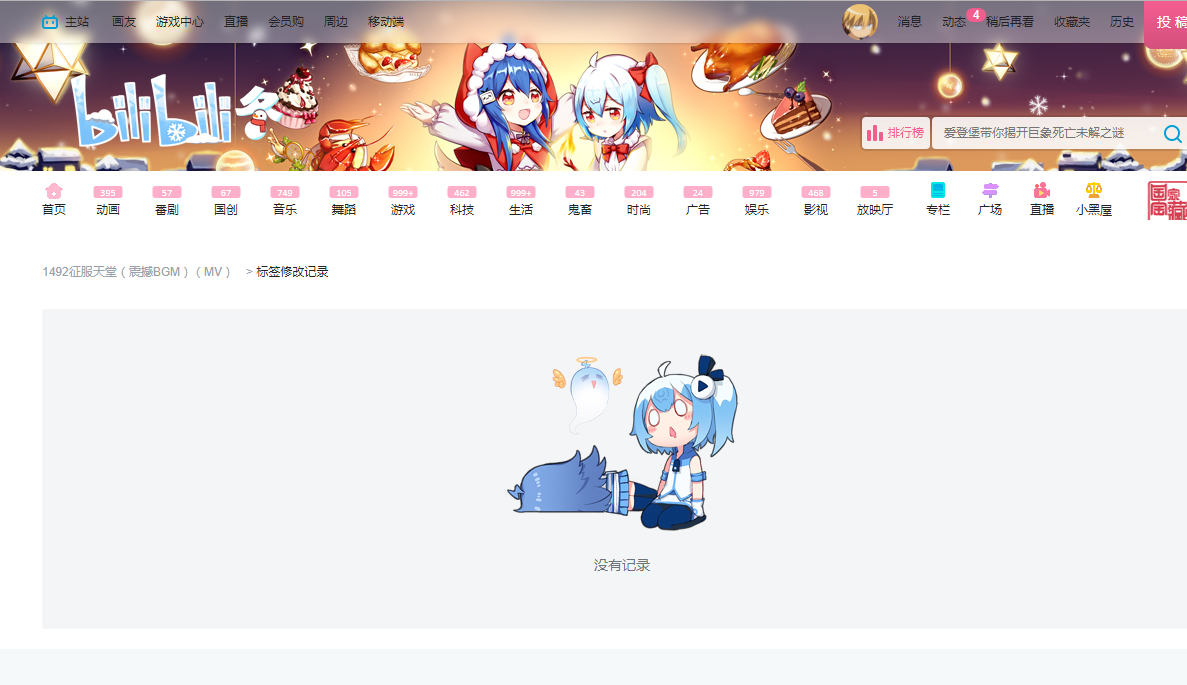 主站 画友 游戏中心 直播 会员购 周边 移动端 消息 动态 4 稍后再看 收藏夹 历史 投稿
bilibili 冬
排行榜 爱登堡带你揭开巨象死亡未解之谜
395 57 67 749 105 999+ 462 999+ 43 204 24 979 468 5
首页 动画 番剧 国创 音乐 舞蹈 游戏 科技 生活 鬼畜 时尚 广告 娱乐 影视 放映厅 专栏 广场 直播 小黑屋
国家宝藏
1492征服天堂（震撼BGM）（MV） > 标签修改记录
没有记录